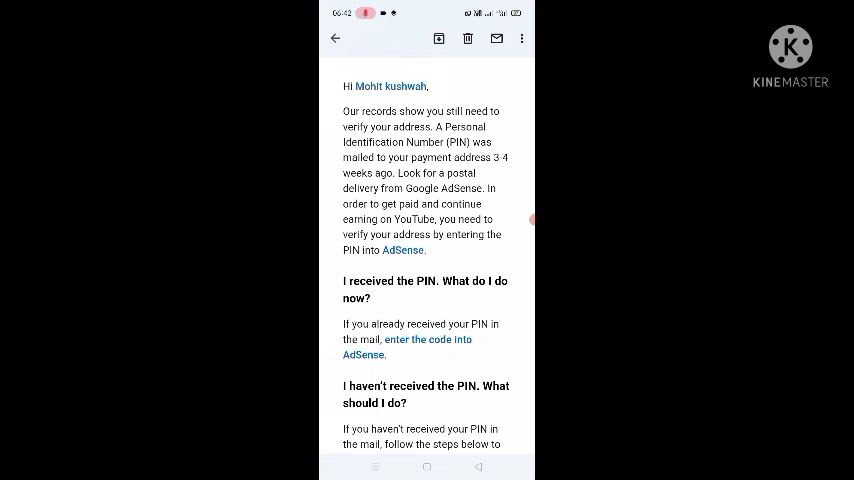 06:42
K
KINEMASTER
Hi Mohit kushwah,
Our records show you still need to
verify your address. A Personal
Identification Number (PIN) was
mailed to your payment address 3-4
weeks ago. Look for a postal
delivery from Google AdSense. In
order to get paid and continue
earning on YouTube, you need to
verify your address by entering the
PIN into AdSense.
I received the PIN. What do I do
now?
If you already received your PIN in
the mail, enter the code into
AdSense.
I haven't received the PIN. What
should I do?
If you haven't received your PIN in
the mail, follow the steps below to